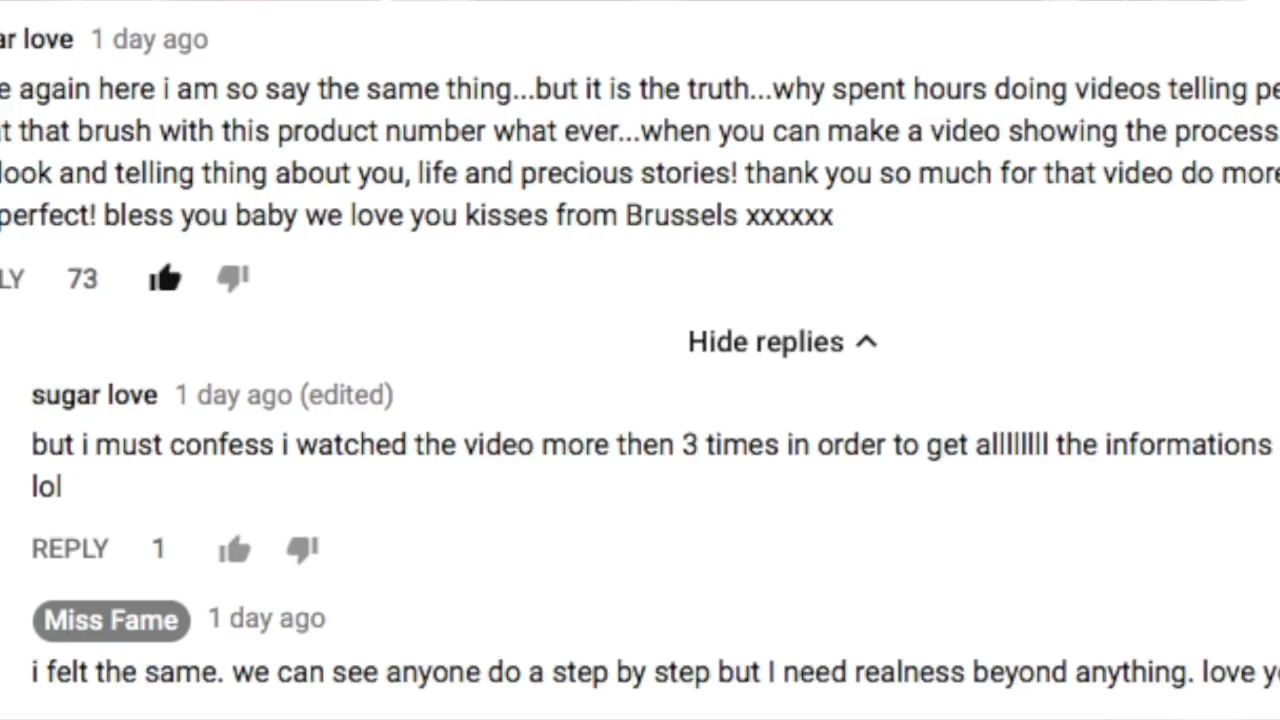 ar love 1 day ago
e again here i am so say the same thing...but it is the truth...why spent hours doing videos telling pe
t that brush with this product number what ever...when you can make a video showing the process
look and telling thing about you, life and precious stories! thank you so much for that video do more
perfect! bless you baby we love you kisses from Brussels xxxxxx
LY 73
Hide replies
sugar love 1 day ago (edited)
but i must confess i watched the video more then 3 times in order to get allllllll the informations
lol
REPLY 1
Miss Fame 1 day ago
i felt the same. we can see anyone do a step by step but I need realness beyond anything. love y